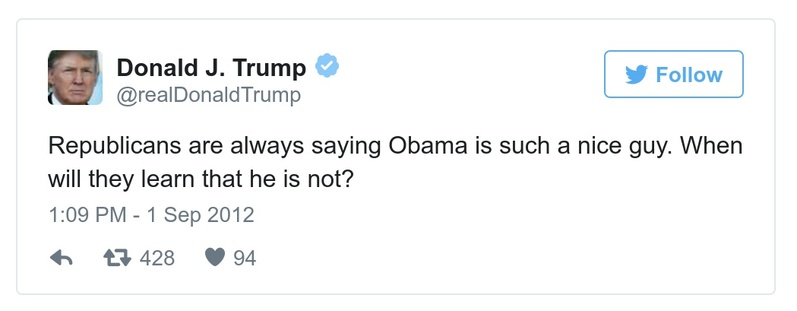 Donald J. Trump
@realDonaldTrump
Follow
Republicans are always saying Obama is such a nice guy. When
will they learn that he is not?
1:09 PM - 1 Sep 2012
428 94